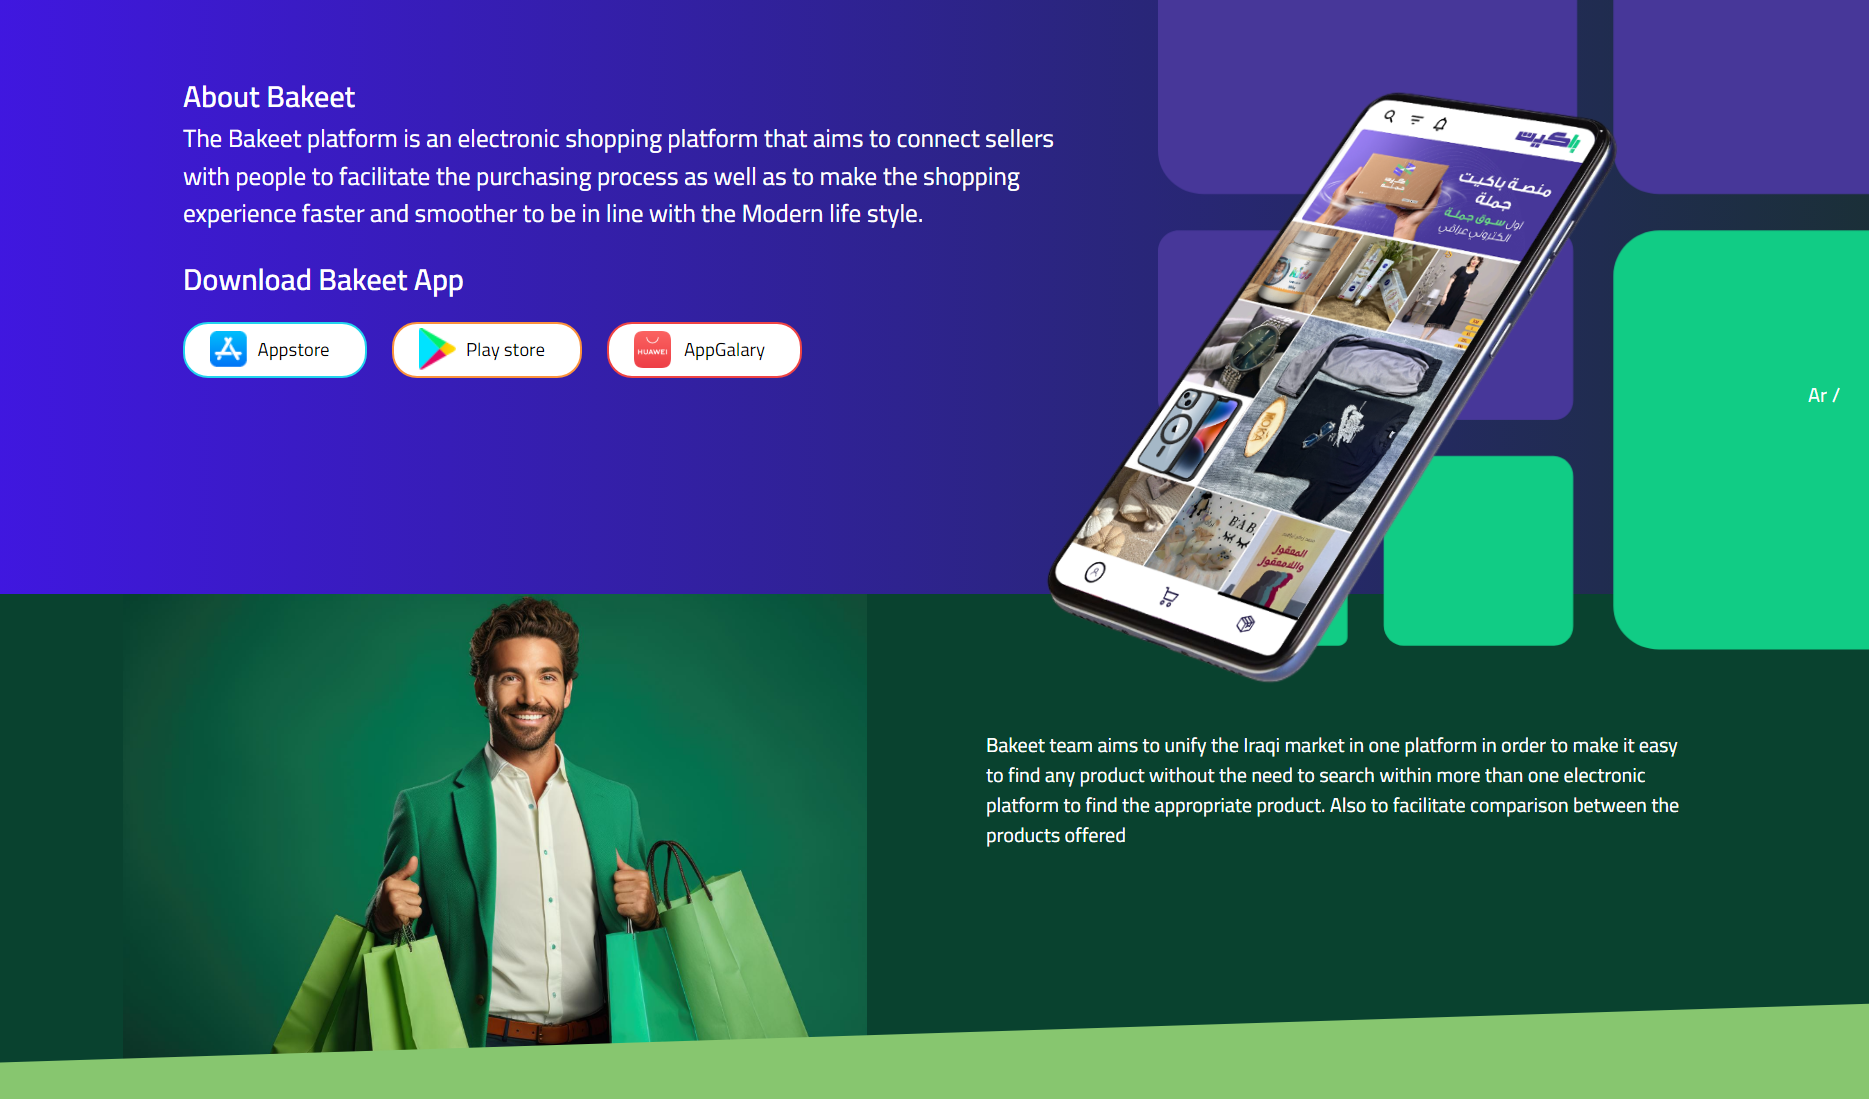 About Bakeet
The Bakeet platform is an electronic shopping platform that aims to connect sellers
with people to facilitate the purchasing process as well as to make the shopping
experience faster and smoother to be in line with the Modern life style.
Download Bakeet App
Appstore
Play store
HUAWEI
AppGalary
باكيت
منصة باكيت
جملة
اول سوق جملة
الكتروني عراقي
MOKA
BAB
المعقول
واللامعقول
Ar /
Bakeet team aims to unify the Iraqi market in one platform in order to make it easy
to find any product without the need to search within more than one electronic
platform to find the appropriate product. Also to facilitate comparison between the
products offered